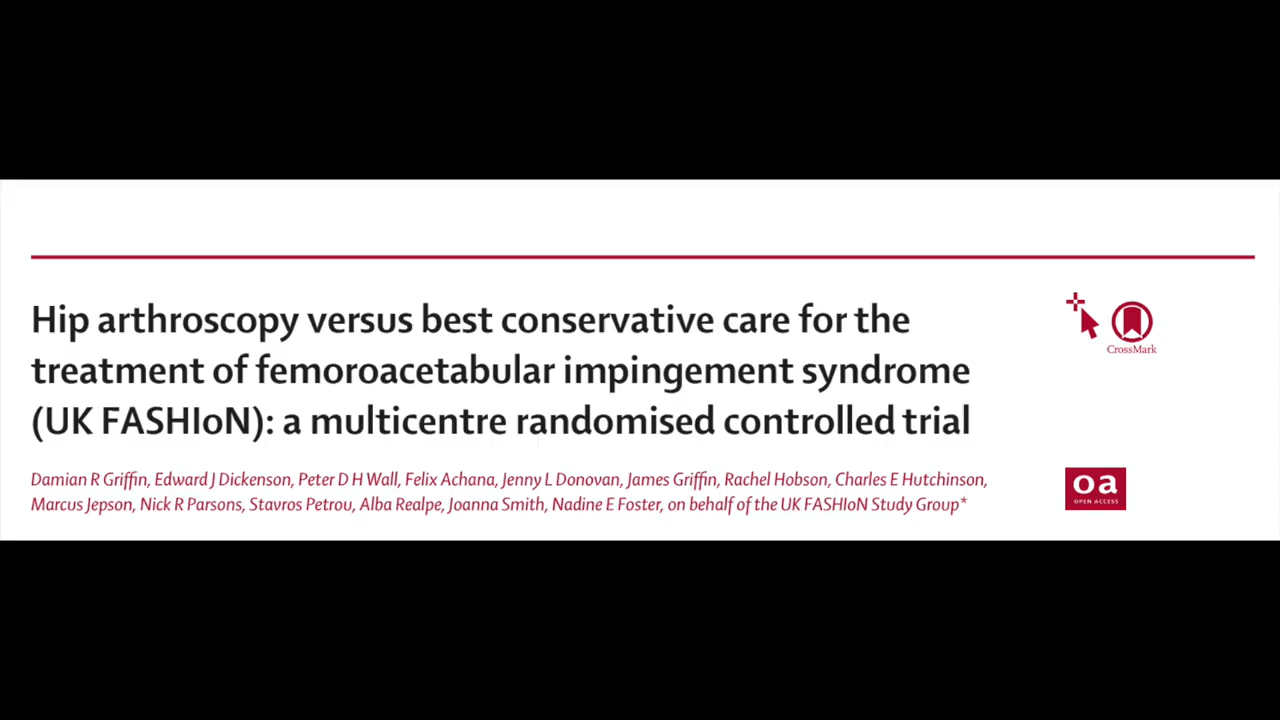 Hip arthroscopy versus best conservative care for the
treatment of femoroacetabular impingement syndrome
(UK FASHIoN): a multicentre randomised controlled trial
CrossMark
Damian R Griffin, Edward J Dickenson, Peter D H Wall, Felix Achana, Jenny L Donovan, James Griffin, Rachel Hobson, Charles E Hutchinson,
Marcus Jepson, Nick R Parsons, Stavros Petrou, Alba Realpe, Joanna Smith, Nadine E Foster, on behalf of the UK FASHIoN Study Group*
oa
OPEN ACCESS